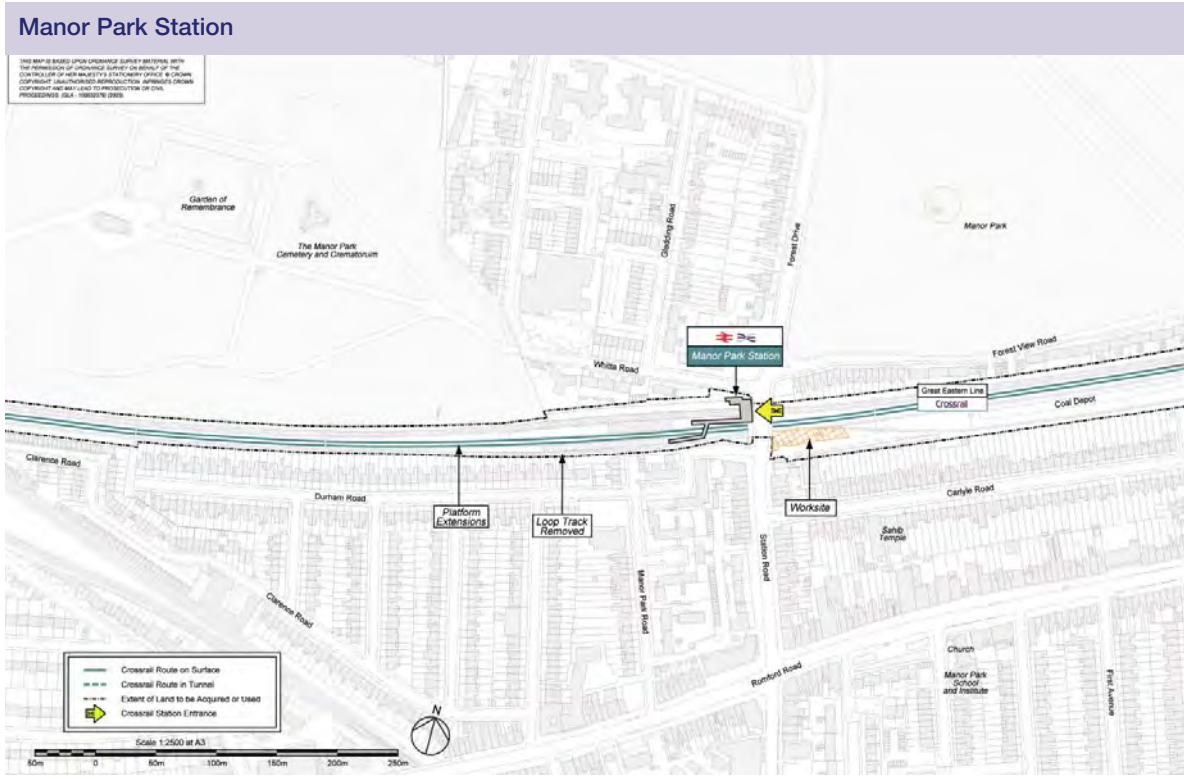 Manor Park Station
THIS MAP IS BASED UPON ORDNANCE SURVEY MATERIAL WITH
THE PERMISSION OF ORDNANCE SURVEY ON BEHALF OF THE
CONTROLLER OF HER MAJESTY'S STATIONERY OFFICE © CROWN
COPYRIGHT. UNAUTHORISED REPRODUCTION INFRINGES CROWN
COPYRIGHT AND MAY LEAD TO PROSECUTION OR CIVIL
PROCEEDINGS.
Garden of
Remembrance
The Manor Park
Cemetery and Crematoruim
Gladding Road
Forest Drive
Manor Park
Manor Park Station
Whitta Road
Forest View Road
Great Eastern Line
Crossrail
Coal Depot
Clarence Road
Durham Road
Platform
Extensions
Loop Track
Removed
Worksite
Carlyle Road
Sahib
Temple
Station Road
Manor Park Road
Clarence Road
Romford Road
Church
Manor Park
School
and Institute
First Avenue
Crossrail Route on Surface
Crossrail Route in Tunnel
Extent of Land to be Acquired or Used
Crossrail Station Entrance
N
Scale 1:2500 at A3
50m 0 50m 100m 150m 200m 250m